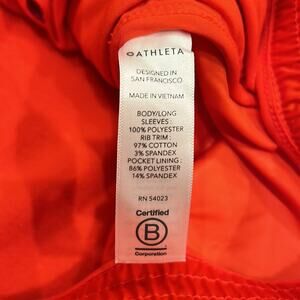 ATHLETA
DESIGNED IN
SAN FRANCISCO
MADE IN VIETNAM
BODY/LONG
SLEEVES :
100% POLYESTER
RIB TRIM :
97% COTTON
3% SPANDEX
POCKET LINING :
86% POLYESTER
14% SPANDEX
RN 54023
Certified
B
Corporation